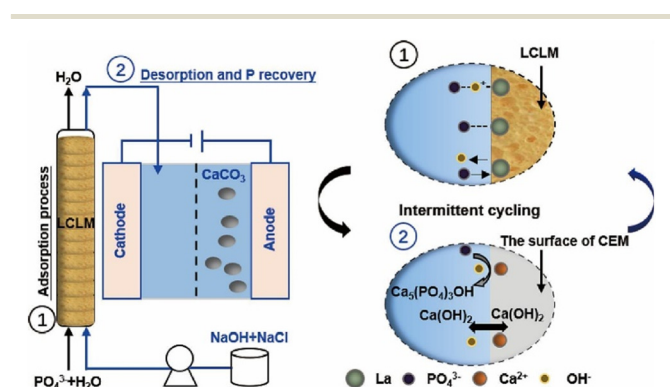 H₂O
②
Desorption and P recovery
Adsorption process
①
LCLM
Cathode
CaCO₃
Anode
NaOH+NaCl
PO₄³⁻+H₂O
①
LCLM
+
Intermittent cycling
②
The surface of CEM
Ca₅(PO₄)₃OH
Ca(OH)₂
Ca(OH)₂
La PO₄³⁻ Ca²⁺ OH⁻